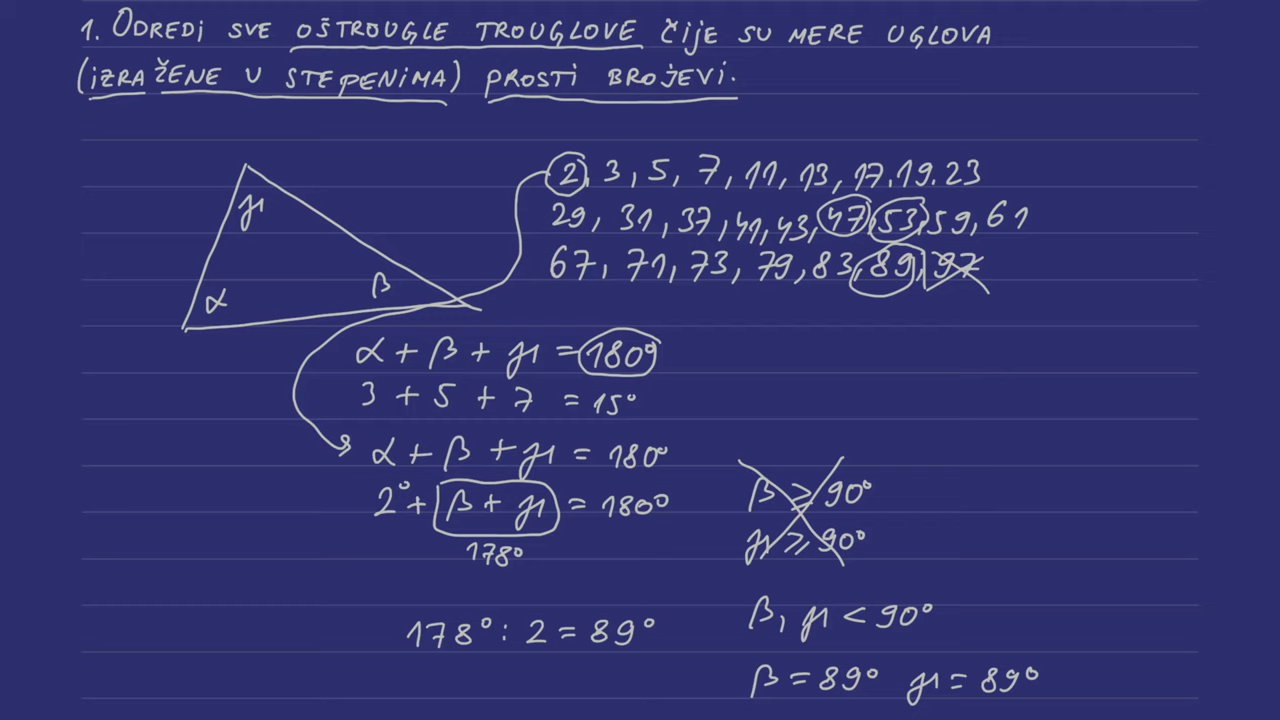 1. ODREDI SVE OŠTROUGLE TROUGLOVE ČIJE SU MERE UGLOVA
(IZRAŽENE U STEPENIMA) PROSTI BROJEVI.
2, 3, 5, 7, 11, 13, 17, 19. 23
29, 31, 37, 41, 43, 47, 53, 59, 61
67, 71, 73, 79, 83, 89, 97
γ
α
β
α + β + γ = 180°
3 + 5 + 7 = 15°
α + β + γ = 180°
2° + β + γ = 180°
178°
178° : 2 = 89°
β ≥ 90°
γ ≥ 90°
β, γ < 90°
β = 89° γ = 89°